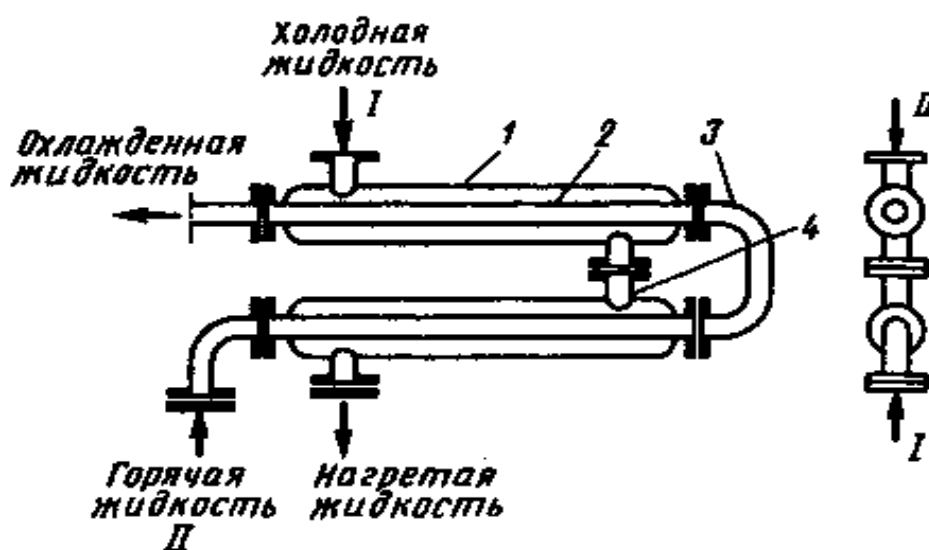 Холодная
жидкость
I
Охлажденная
жидкость
1
2
3
4
Горячая
жидкость
II
Нагретая
жидкость
II
I